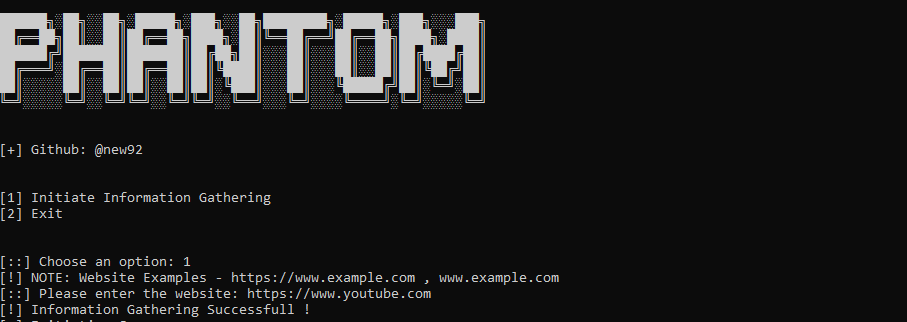 PHANTOM
[+] Github: @new92
[1] Initiate Information Gathering
[2] Exit
[::] Choose an option: 1
[!] NOTE: Website Examples - https://www.example.com , www.example.com
[::] Please enter the website: https://www.youtube.com
[!] Information Gathering Successfull !